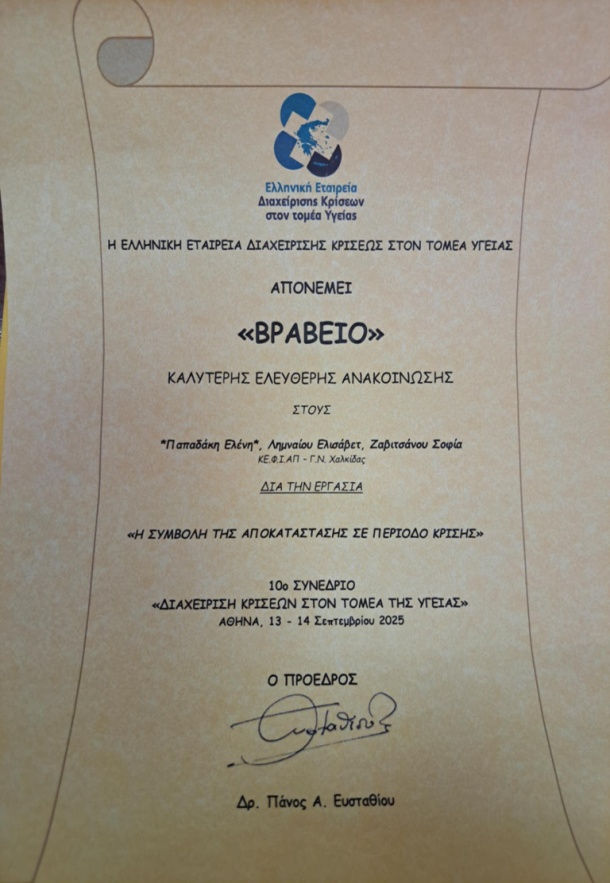 Ελληνική Εταιρεία
Διαχείρισης Κρίσεων
στον τομέα Υγείας
Η ΕΛΛΗΝΙΚΗ ΕΤΑΙΡΕΙΑ ΔΙΑΧΕΙΡΙΣΗΣ ΚΡΙΣΕΩΣ ΣΤΟΝ ΤΟΜΕΑ ΥΓΕΙΑΣ
ΑΠΟΝΕΜΕΙ
«ΒΡΑΒΕΙΟ»
ΚΑΛΥΤΕΡΗΣ ΕΛΕΥΘΕΡΗΣ ΑΝΑΚΟΙΝΩΣΗΣ
ΣΤΟΥΣ
*Παπαδάκη Ελένη*, Λημναίου Ελισάβετ, Ζαβιτσάνου Σοφία
ΚΕ.Φ.Ι.ΑΠ - Γ.Ν. Χαλκίδας
ΔΙΑ ΤΗΝ ΕΡΓΑΣΙΑ
«Η ΣΥΜΒΟΛΗ ΤΗΣ ΑΠΟΚΑΤΑΣΤΑΣΗΣ ΣΕ ΠΕΡΙΟΔΟ ΚΡΙΣΗΣ»
10ο ΣΥΝΕΔΡΙΟ
«ΔΙΑΧΕΙΡΙΣΗ ΚΡΙΣΕΩΝ ΣΤΟΝ ΤΟΜΕΑ ΤΗΣ ΥΓΕΙΑΣ»
ΑΘΗΝΑ, 13 - 14 Σεπτεμβρίου 2025
Ο ΠΡΟΕΔΡΟΣ
Δρ. Πάνος Α. Ευσταθίου